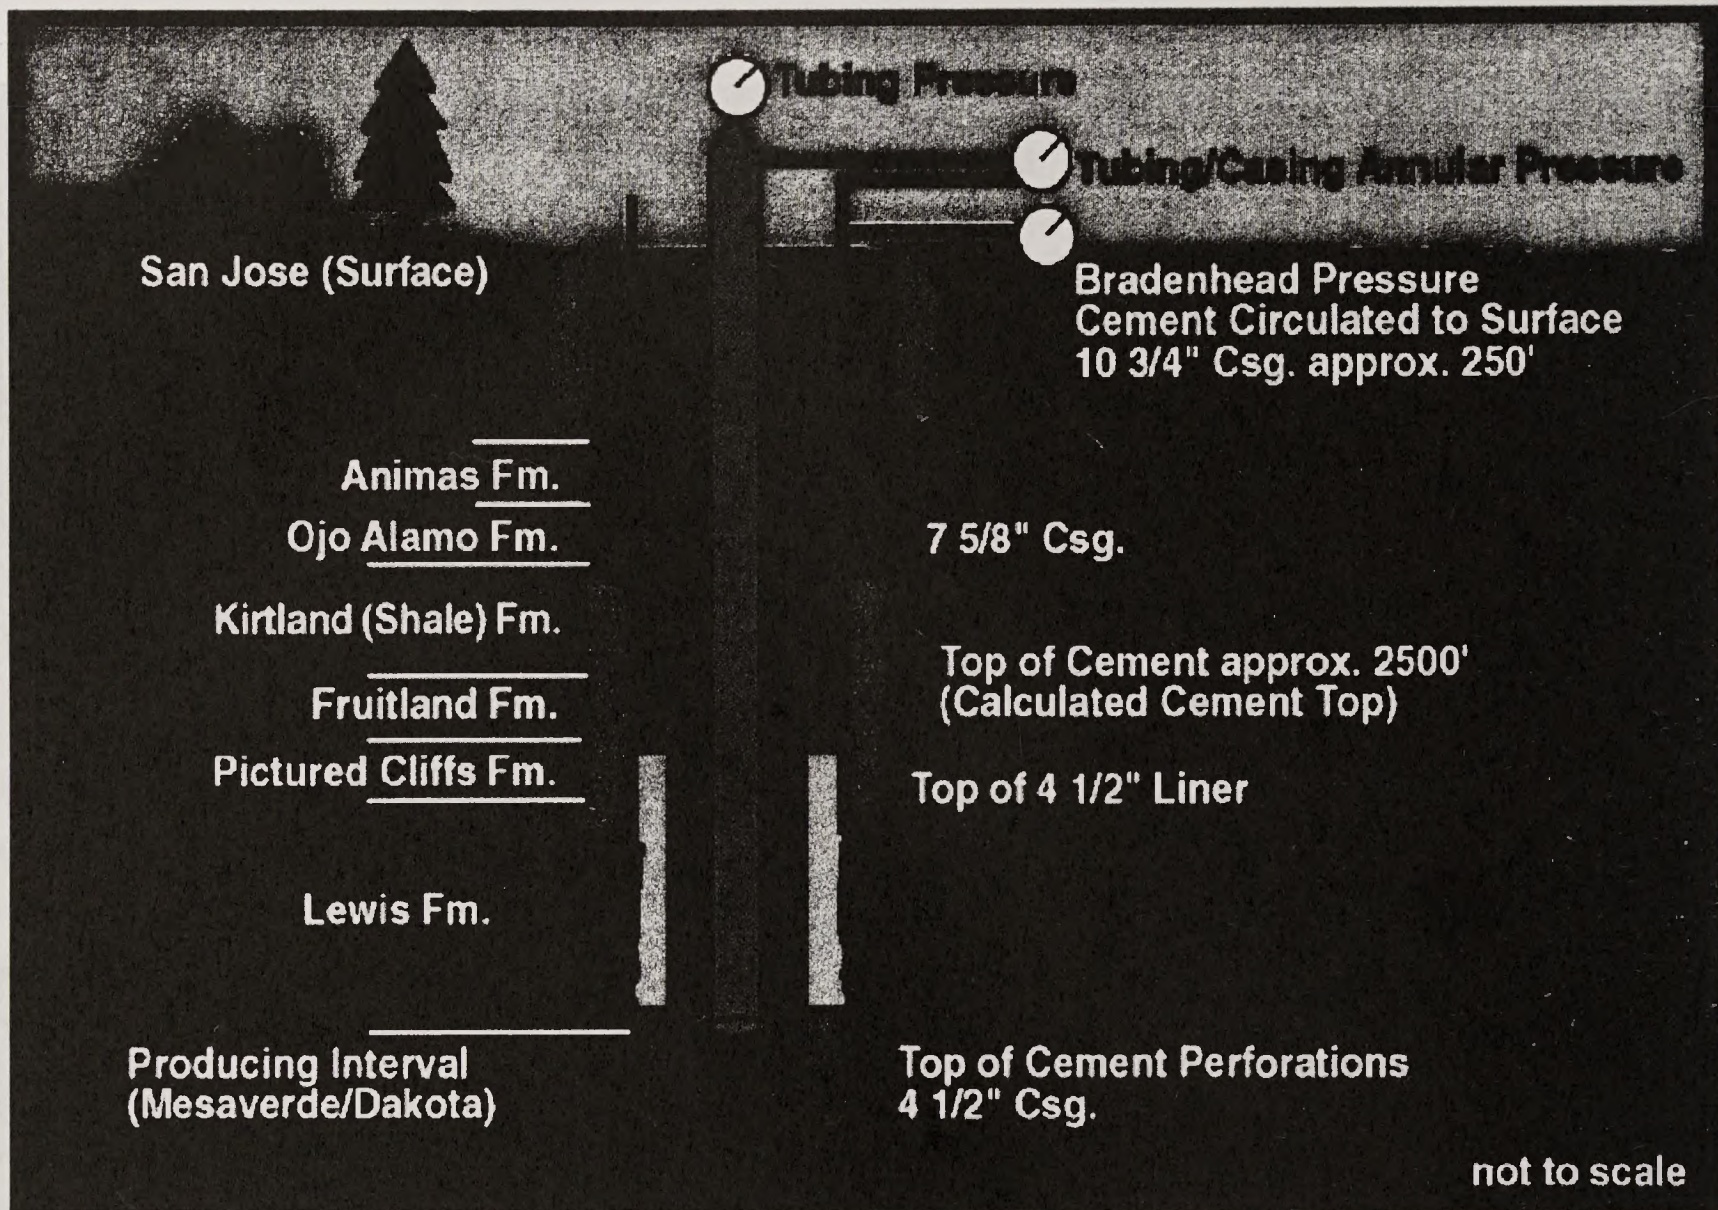 Tubing Pressure
Tubing/Casing Annular Pressure
San Jose (Surface)
Bradenhead Pressure
Cement Circulated to Surface
10 3/4" Csg. approx. 250'
Animas Fm.
Ojo Alamo Fm.
7 5/8" Csg.
Kirtland (Shale) Fm.
Top of Cement approx. 2500'
(Calculated Cement Top)
Fruitland Fm.
Pictured Cliffs Fm.
Top of 4 1/2" Liner
Lewis Fm.
Producing Interval
(Mesaverde/Dakota)
Top of Cement Perforations
4 1/2" Csg.
not to scale